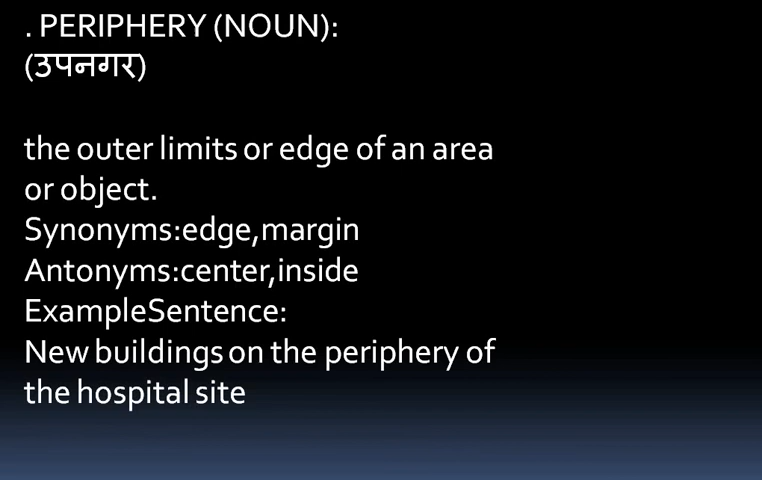 . PERIPHERY (NOUN):
(उपनगर)
the outer limits or edge of an area
or object.
Synonyms:edge,margin
Antonyms:center,inside
ExampleSentence:
New buildings on the periphery of
the hospital site